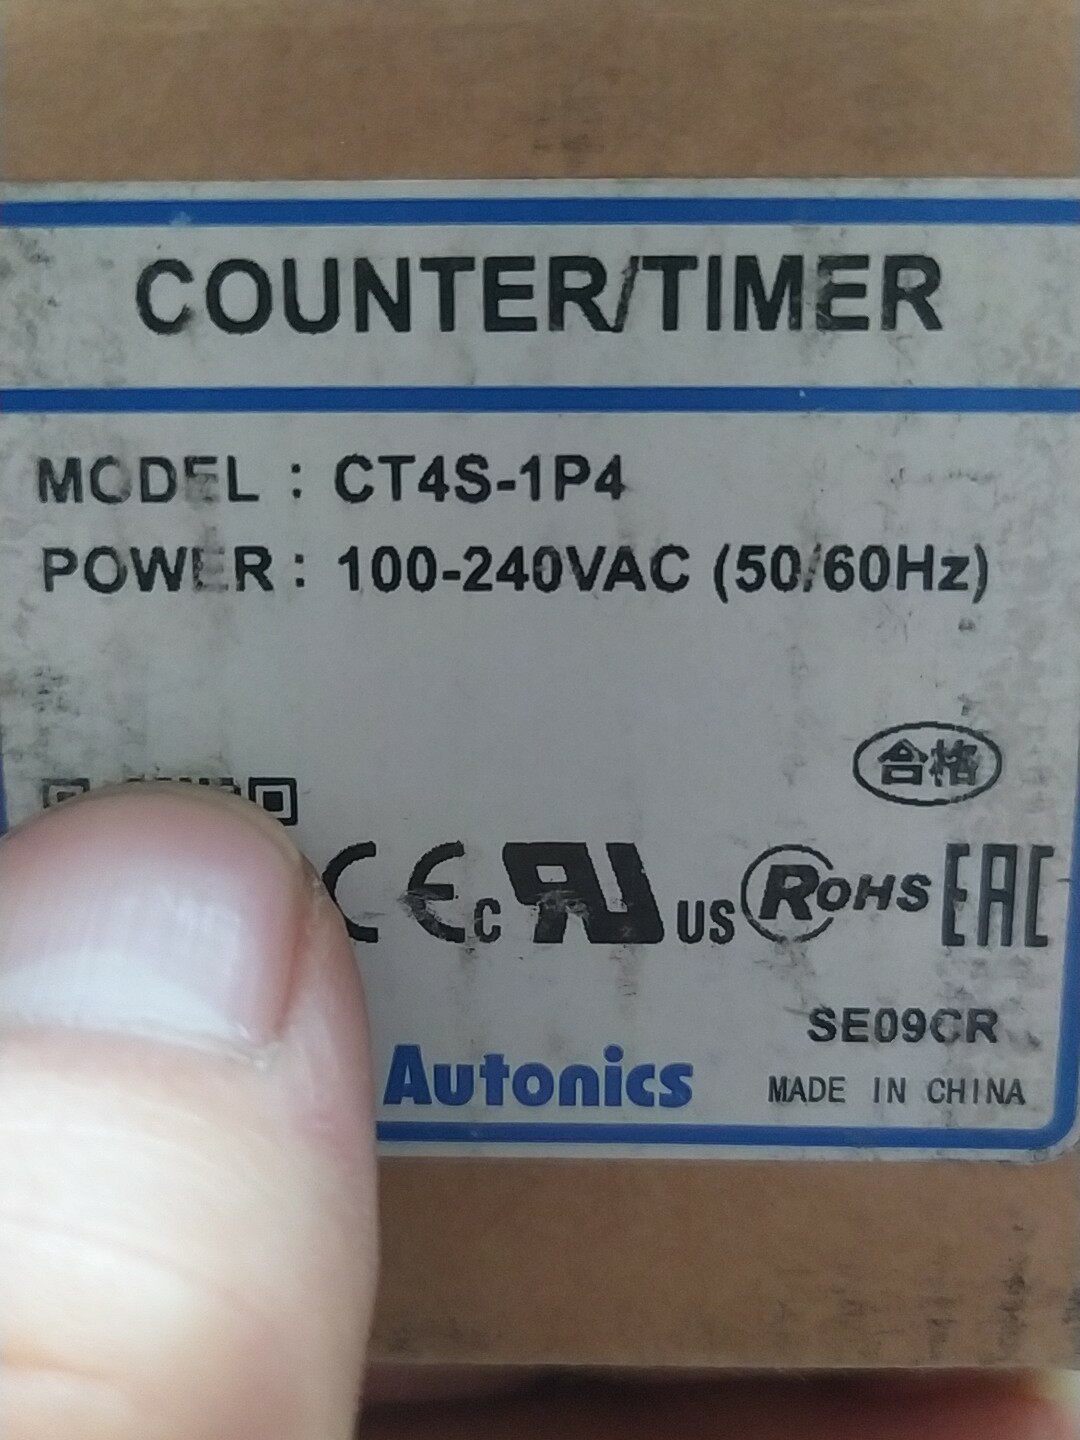 COUNTER/TIMER
MODEL : CT4S-1P4
POWER : 100-240VAC (50/60Hz)
合格
CE c RU US RoHS EAC
SE09CR
Autonics
MADE IN CHINA